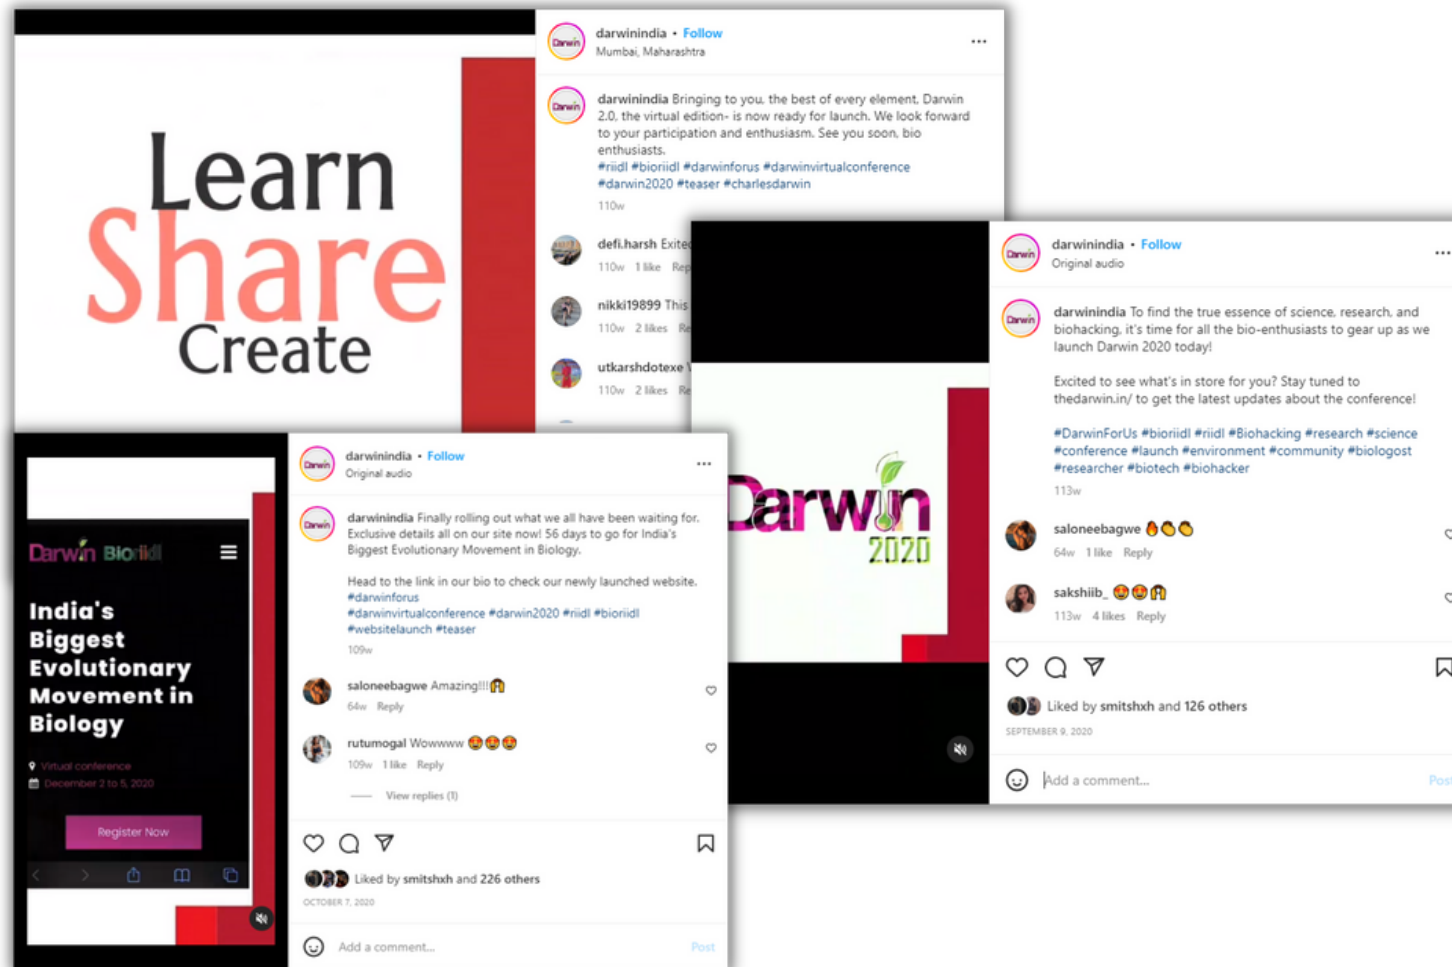 Learn
Share
Create
Darwin
darwinindia • Follow
Mumbai, Maharashtra
Darwin
darwinindia Bringing to you, the best of every element, Darwin
2.0, the virtual edition- is now ready for launch. We look forward
to your participation and enthusiasm. See you soon, bio
enthusiasts.
#riidl #bioriidl #darwinforus #darwinvirtualconference
#darwin2020 #teaser #charlesdarwin
110w
defi.harsh Exited
110w 1 like Rep
nikki19899 This
110w 2 likes Re
utkarshdotexe
110w 2 likes Re
Darwin
2020
Darwin
darwinindia • Follow
Original audio
Darwin
darwinindia To find the true essence of science, research, and
biohacking, it's time for all the bio-enthusiasts to gear up as we
launch Darwin 2020 today!
Excited to see what's in store for you? Stay tuned to
thedarwin.in/ to get the latest updates about the conference!
#DarwinForUs #bioriidl #riidl #Biohacking #research #science
#conference #launch #environment #community #biologost
#researcher #biotech #biohacker
113w
saloneebagwe 🔥👏👏
64w 1 like Reply
sakshiib_ 😍😍🙌
113w 4 likes Reply
Liked by smitshxh and 126 others
SEPTEMBER 9, 2020
Add a comment...
Post
Darwin Bioriidl
India's
Biggest
Evolutionary
Movement in
Biology
Virtual conference
December 2 to 5, 2020
Register Now
Darwin
darwinindia • Follow
Original audio
Darwin
darwinindia Finally rolling out what we all have been waiting for.
Exclusive details all on our site now! 56 days to go for India's
Biggest Evolutionary Movement in Biology.
Head to the link in our bio to check our newly launched website.
#darwinforus
#darwinvirtualconference #darwin2020 #riidl #bioriidl
#websitelaunch #teaser
109w
saloneebagwe Amazing!!!🙌
64w Reply
rutumogal Wowwww 😍😍😍
109w 1 like Reply
View replies (1)
Liked by smitshxh and 226 others
OCTOBER 7, 2020
Add a comment...
Post